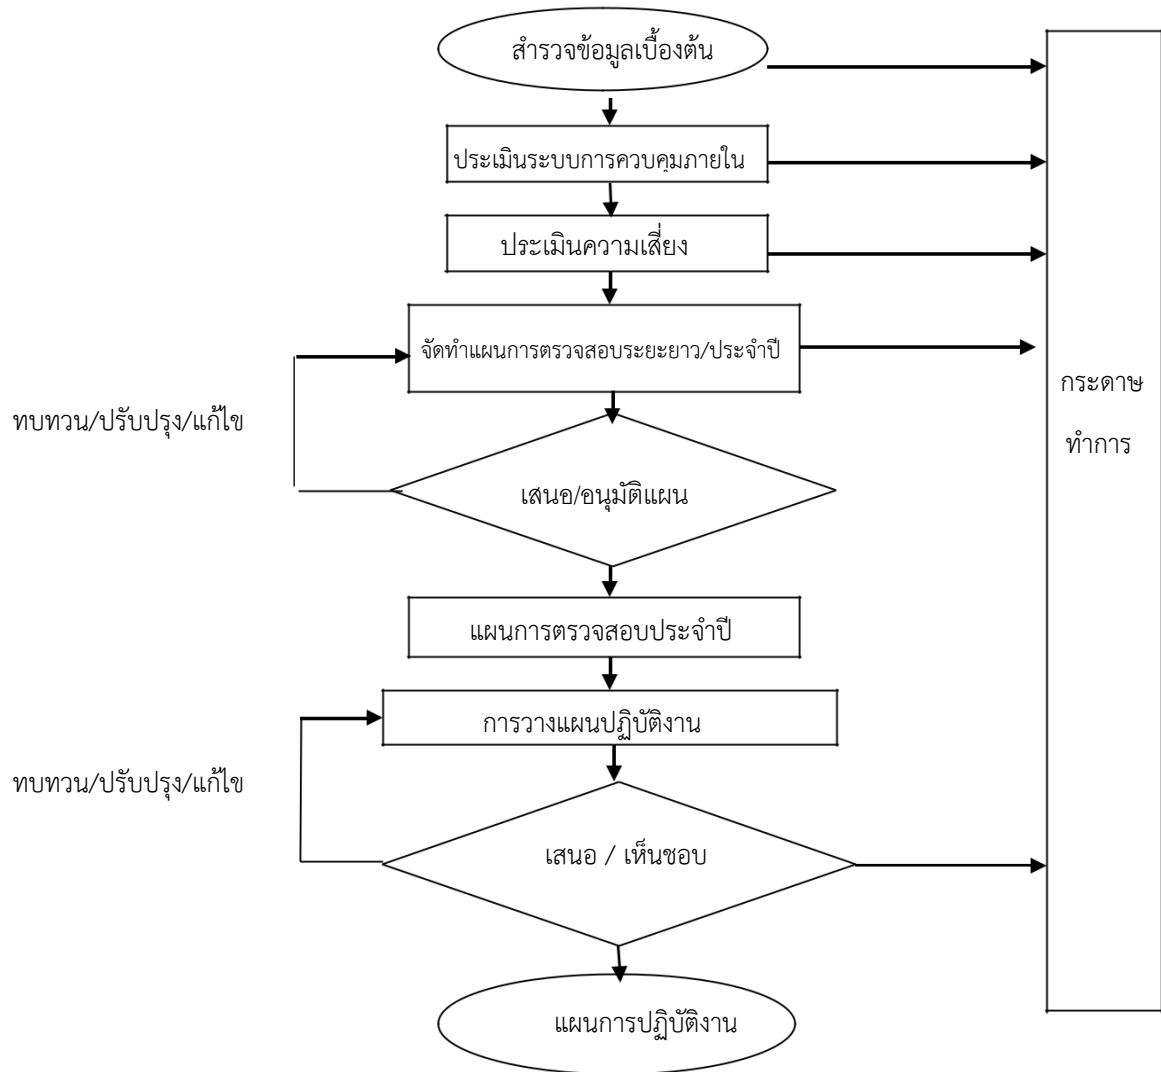 สำรวจข้อมูลเบื้องต้น
ประเมินระบบการควบคุมภายใน
ประเมินความเสี่ยง
จัดทำแผนการตรวจสอบระยะยาว/ประจำปี
กระดาษ
ทำการ
ทบทวน/ปรับปรุง/แก้ไข
เสนอ/อนุมัติแผน
แผนการตรวจสอบประจำปี
การวางแผนปฏิบัติงาน
ทบทวน/ปรับปรุง/แก้ไข
เสนอ / เห็นชอบ
แผนการปฏิบัติงาน